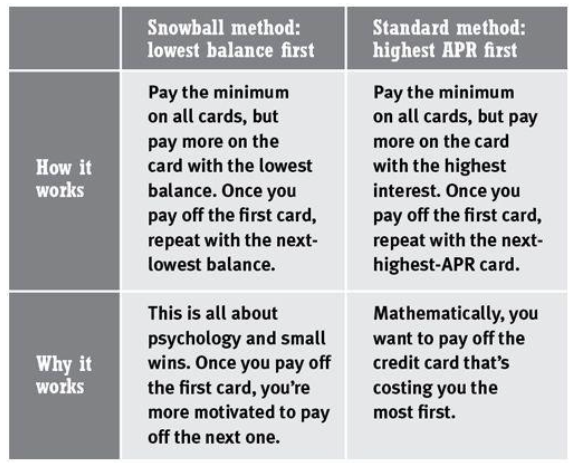 Snowball method:
lowest balance first
Standard method:
highest APR first
How it
works
Pay the minimum
on all cards, but
pay more on the
card with the lowest
balance. Once you
pay off the first card,
repeat with the next-
lowest balance.
Pay the minimum
on all cards, but pay
more on the card
with the highest
interest. Once you
pay off the first card,
repeat with the next-
highest-APR card.
Why it
works
This is all about
psychology and small
wins. Once you pay off
the first card, you're
more motivated to pay
off the next one.
Mathematically, you
want to pay off the
credit card that's
costing you the
most first.